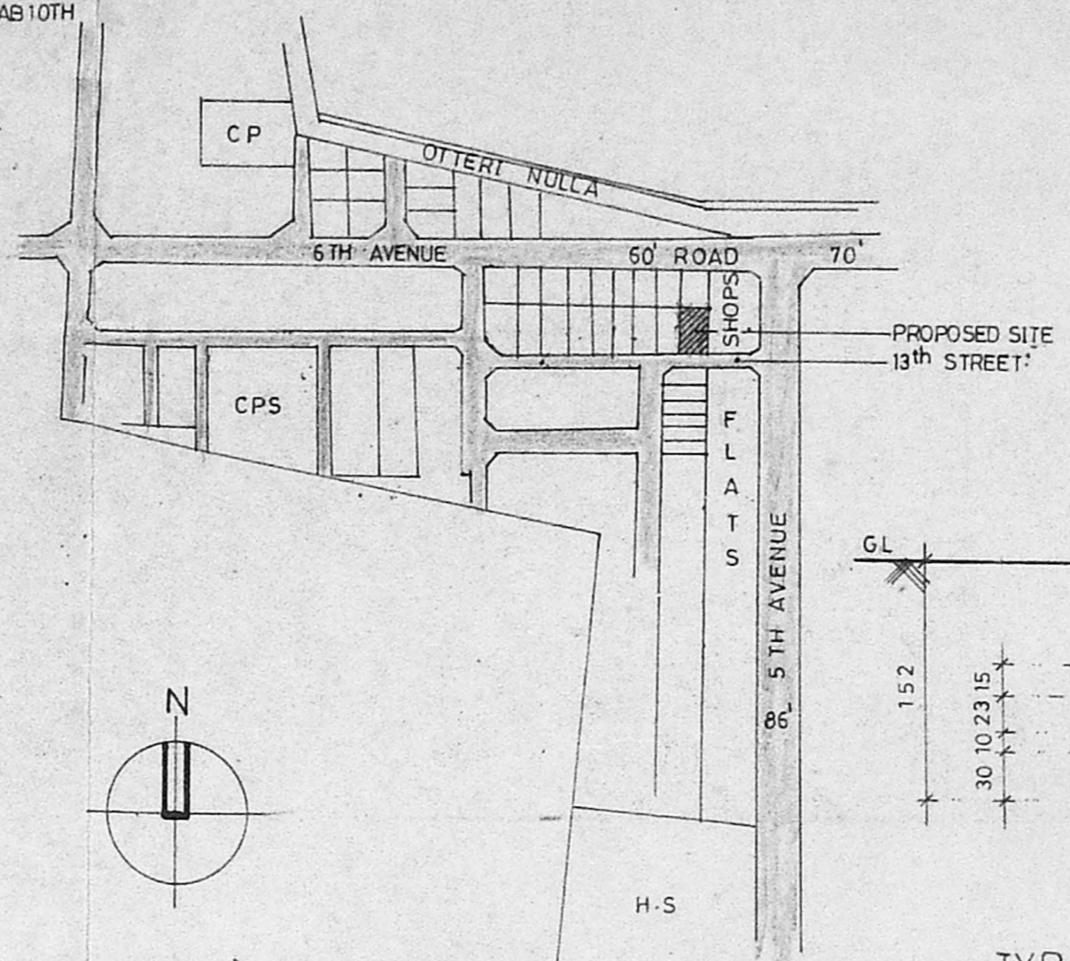 AB 10TH
CP
OTTERI NULLA
6TH AVENUE
60' ROAD
70'
SHOPS
PROPOSED SITE
13th STREET
CPS
FLATS
5TH AVENUE
86'
GL
152
30 10 23 15
N
H.S